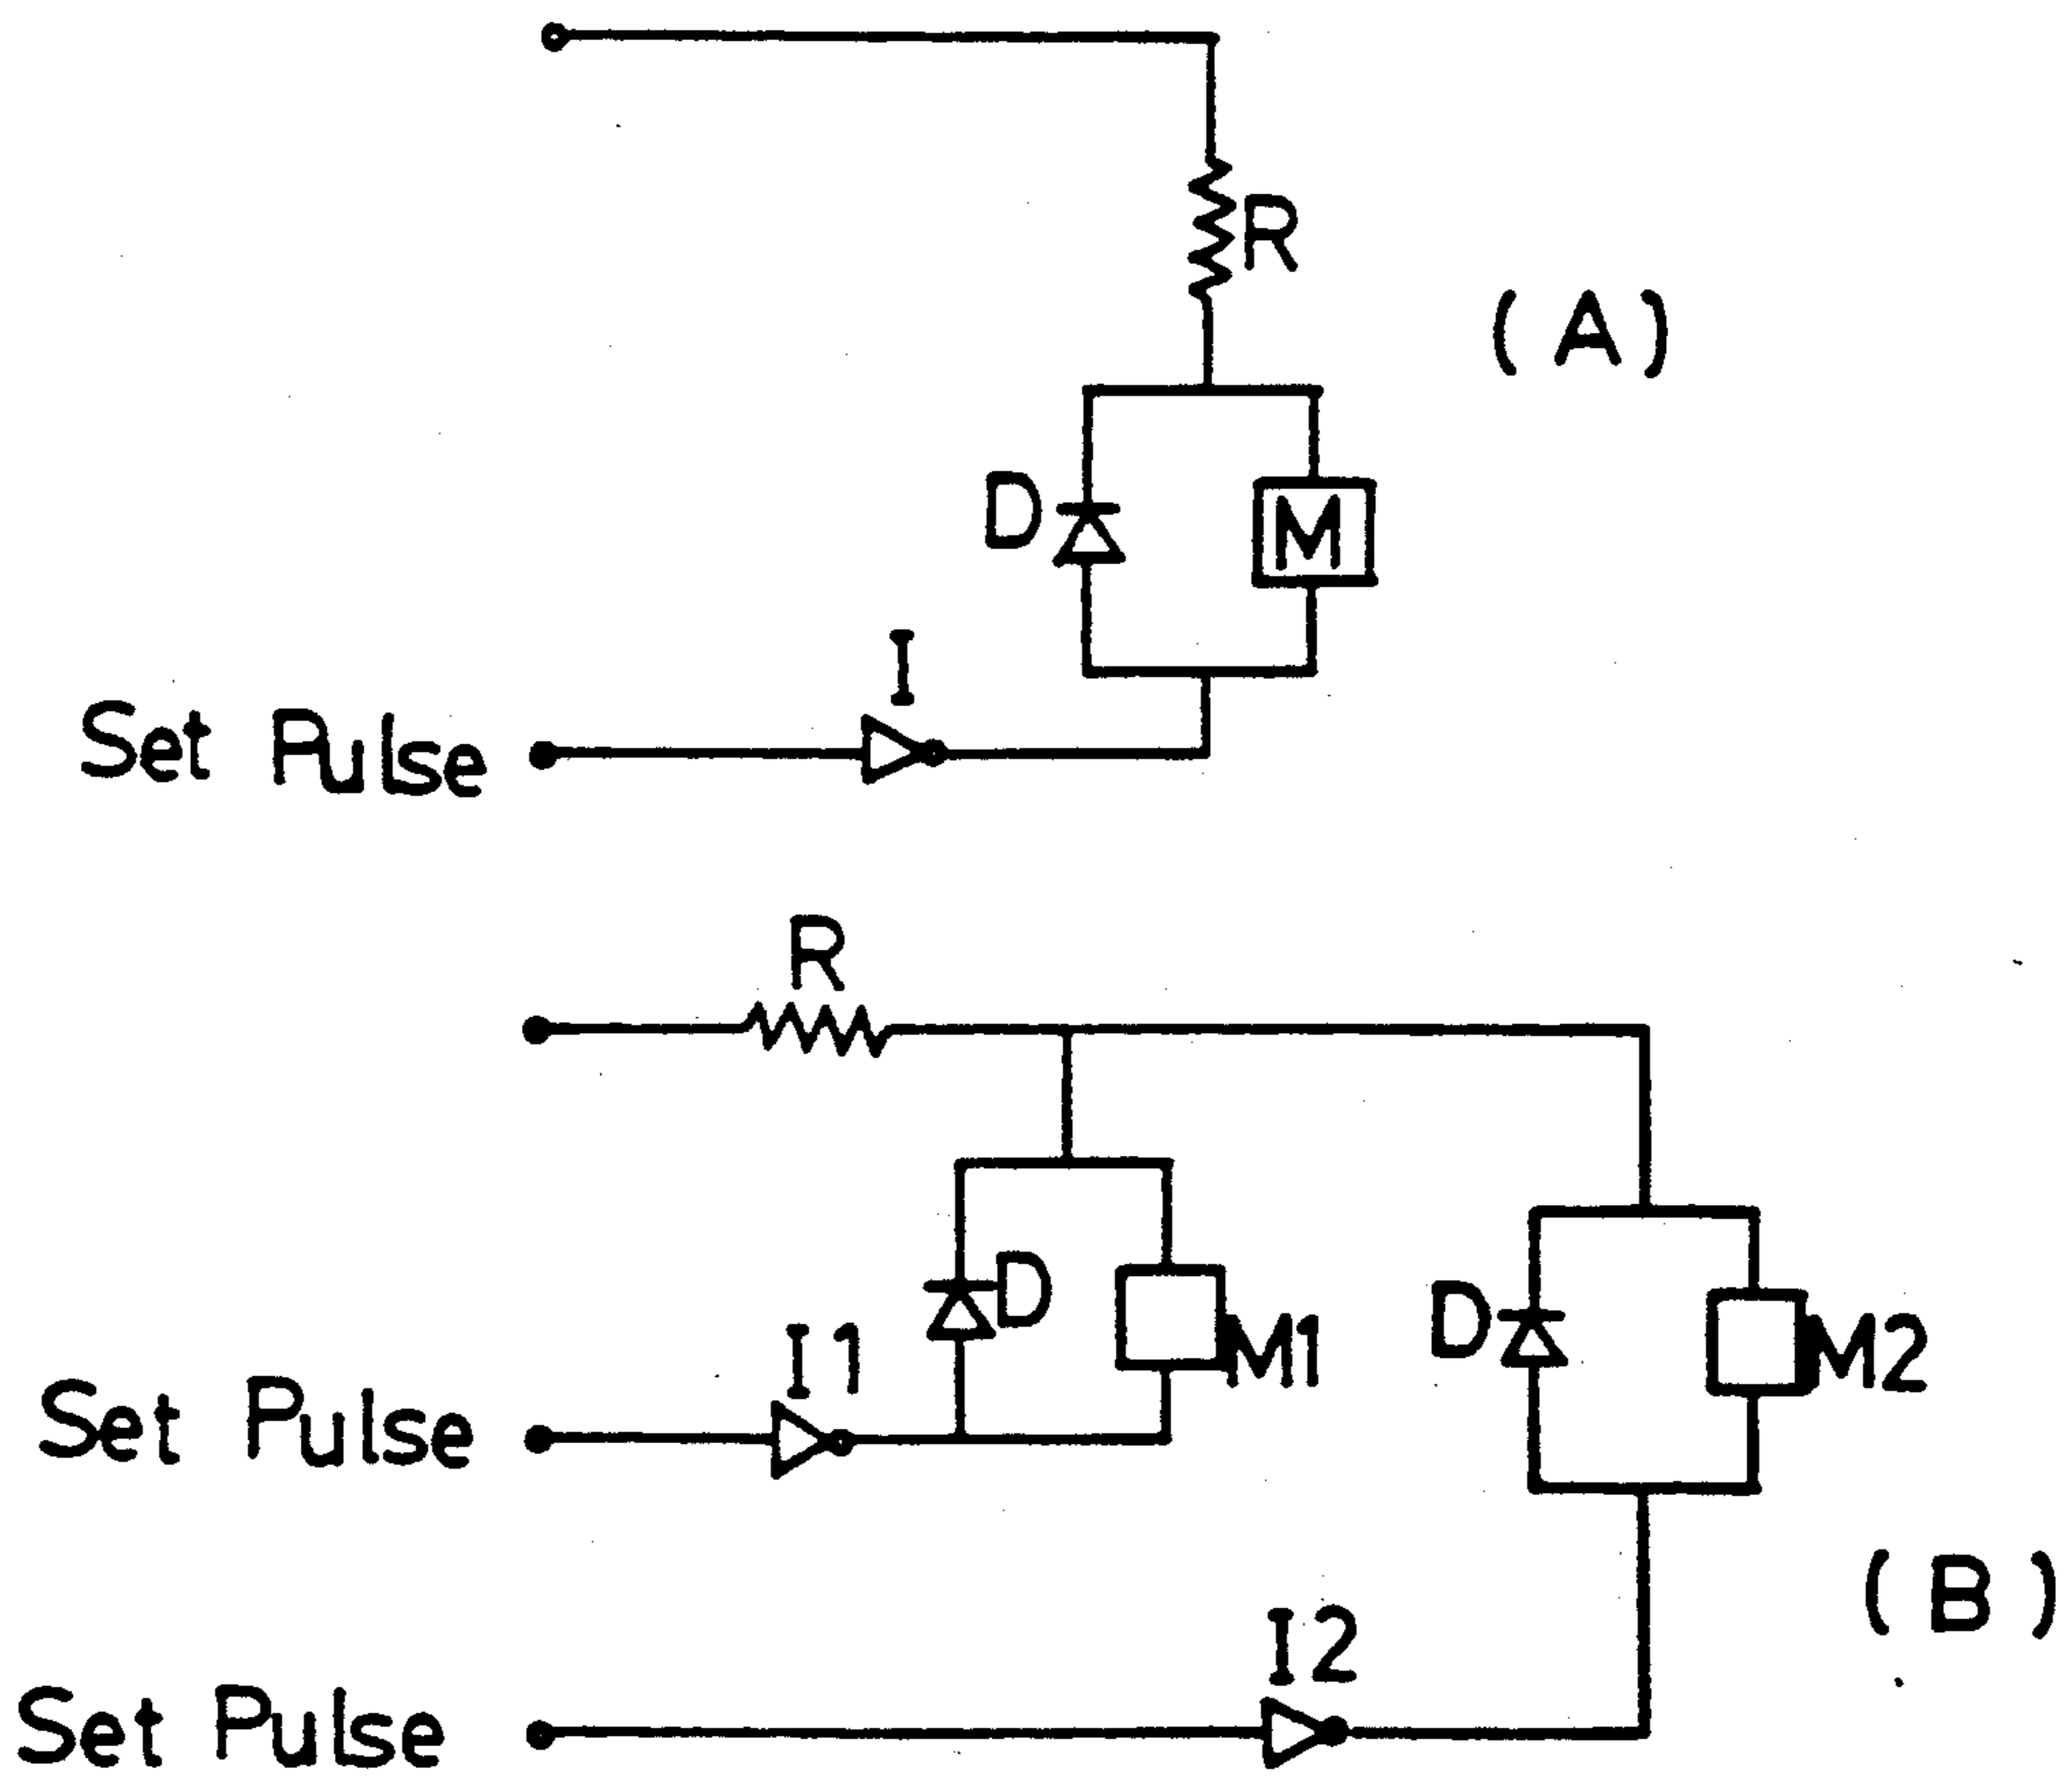 R
(A)
D
M
I
Set Pulse
R
D
M1
I1
D
M2
Set Pulse
(B)
I2
Set Pulse